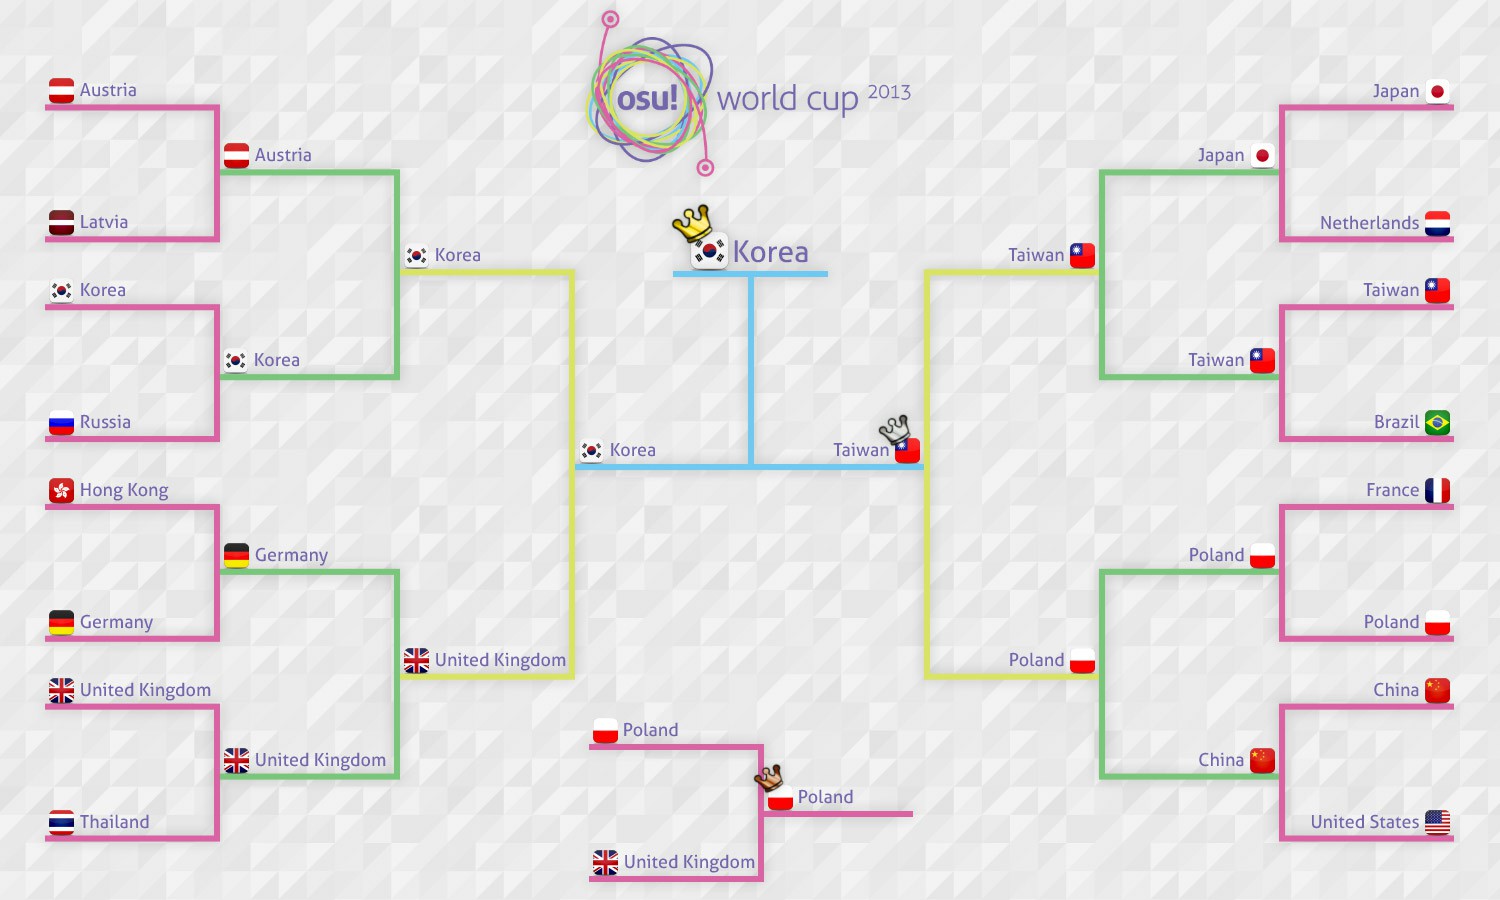 osu! world cup 2013
Austria
Latvia
Korea
Russia
Hong Kong
Germany
United Kingdom
Thailand
Austria
Korea
Germany
United Kingdom
Korea
United Kingdom
Korea
Korea
Taiwan
Poland
United Kingdom
Poland
Taiwan
Poland
Japan
Taiwan
Poland
China
Japan
Netherlands
Taiwan
Brazil
France
Poland
China
United States